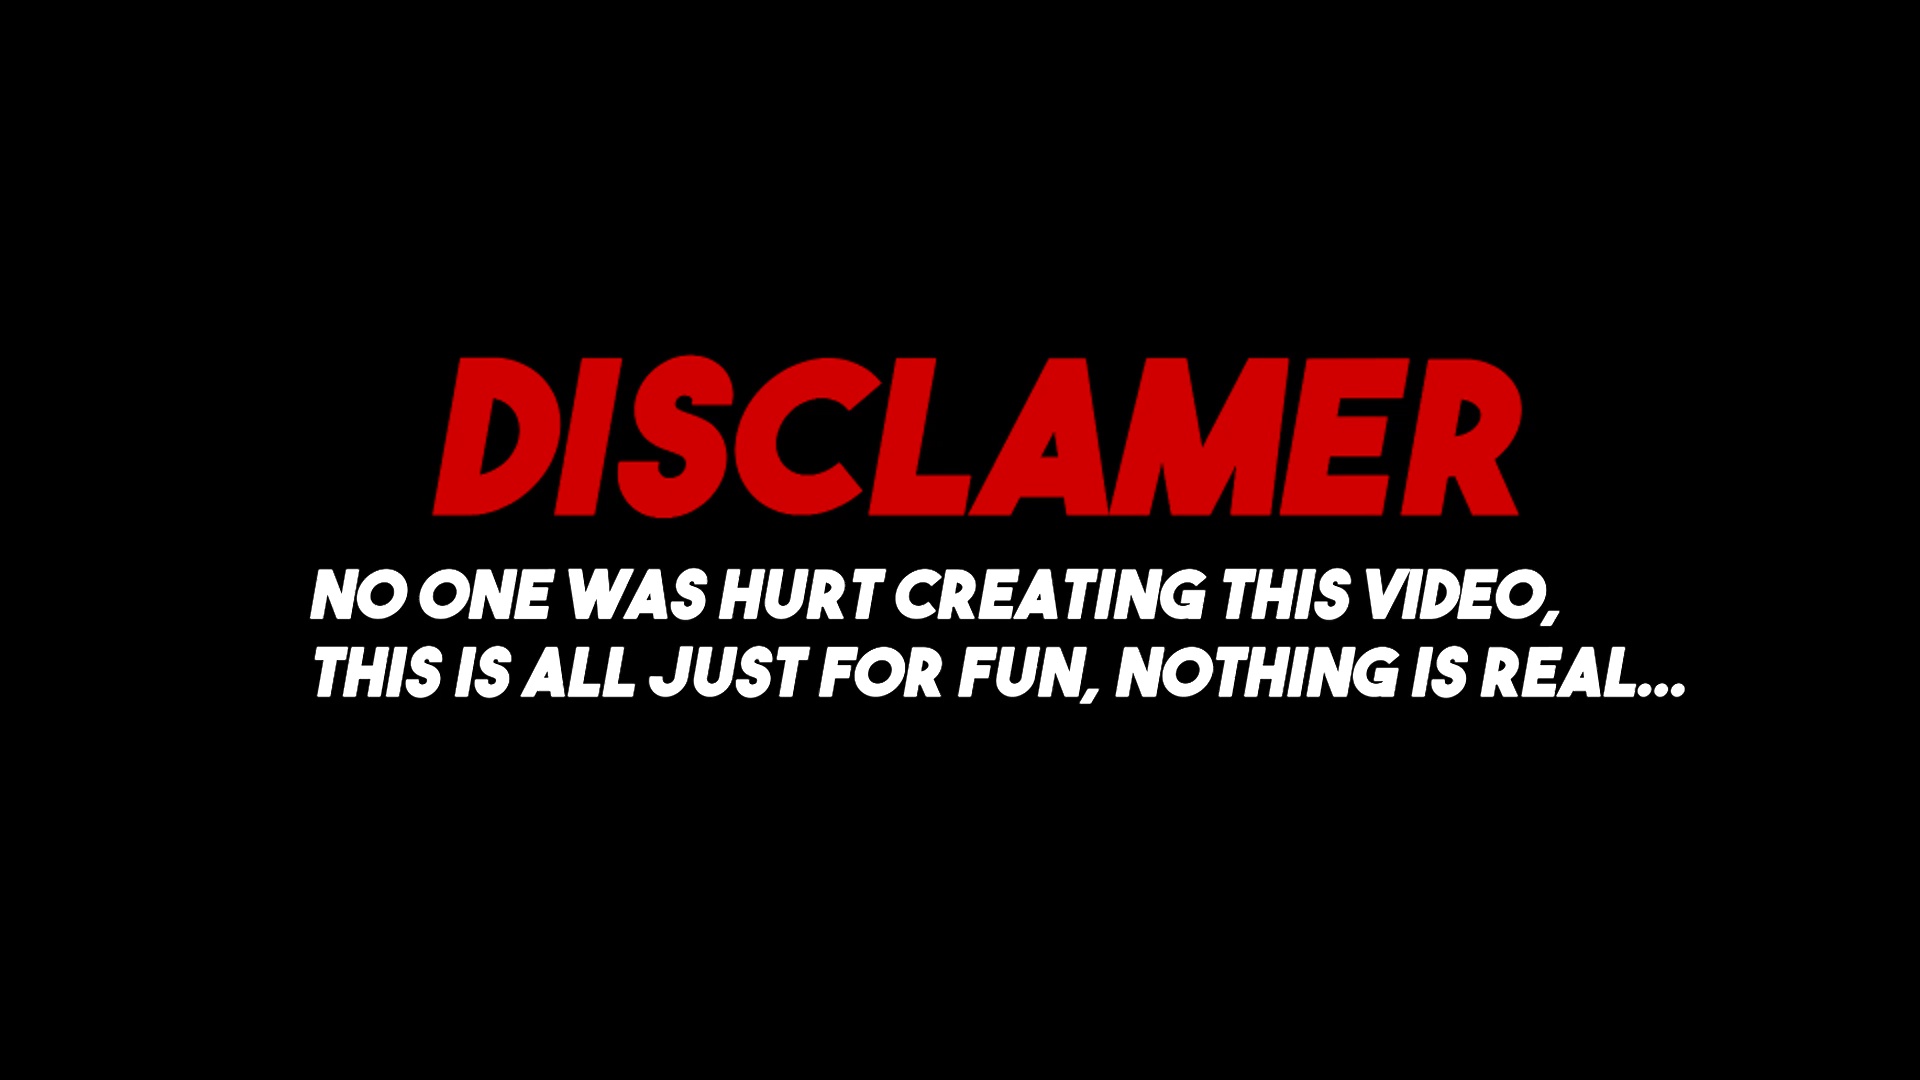 DISCLAMER
NO ONE WAS HURT CREATING THIS VIDEO,
THIS IS ALL JUST FOR FUN, NOTHING IS REAL...